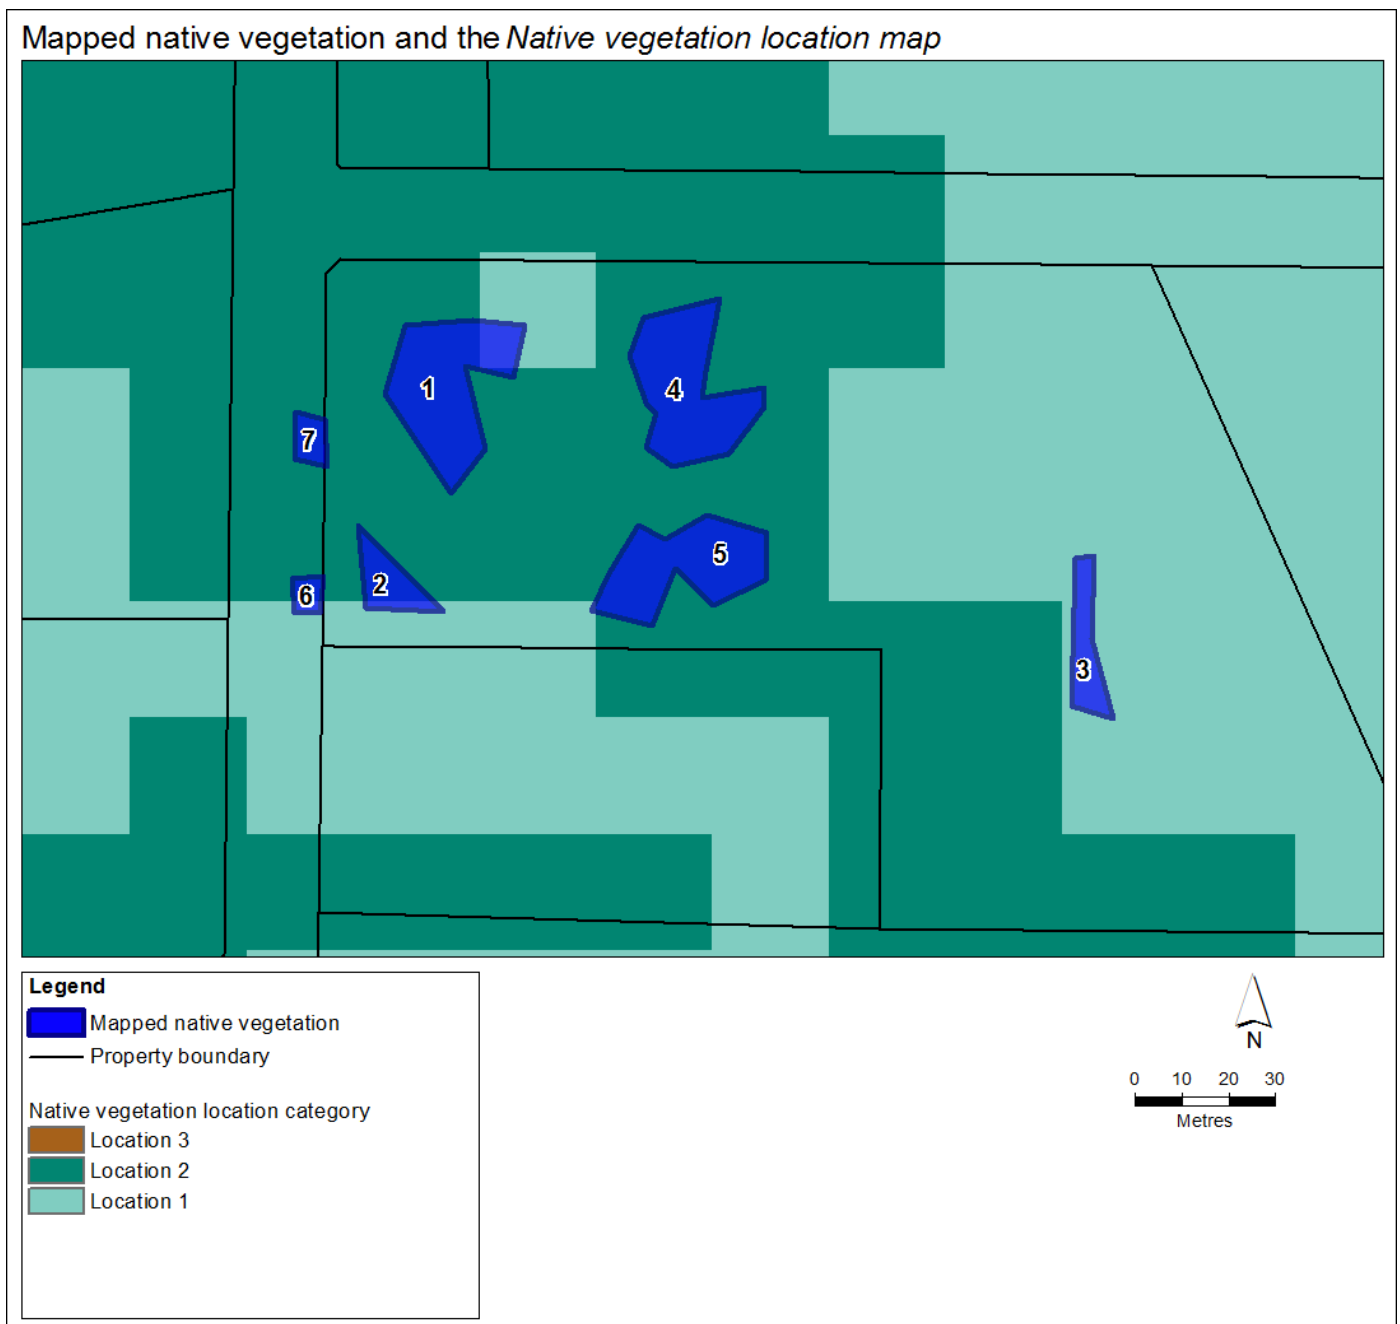 Mapped native vegetation and the Native vegetation location map
1
4
7
5
2
6
3
Legend
Mapped native vegetation
Property boundary
Native vegetation location category
Location 3
Location 2
Location 1
N
0 10 20 30
Metres